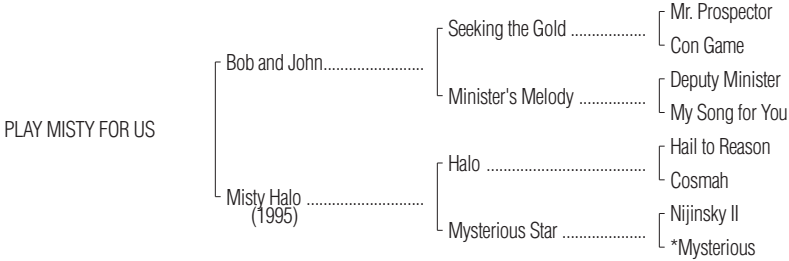 Mr. Prospector
Seeking the Gold ..................
Con Game
Bob and John........................
Deputy Minister
Minister's Melody ................
My Song for You
PLAY MISTY FOR US
Hail to Reason
Halo ................................
Cosmah
Misty Halo ............................
(1995)
Nijinsky II
Mysterious Star ....................
*Mysterious